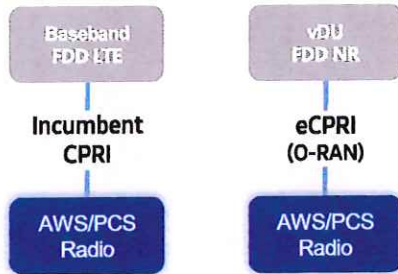 Baseband
FDD LTE
Incumbent
CPRI
AWS/PCS
Radio
vDU
FDD NR
eCPRI
(O-RAN)
AWS/PCS
Radio